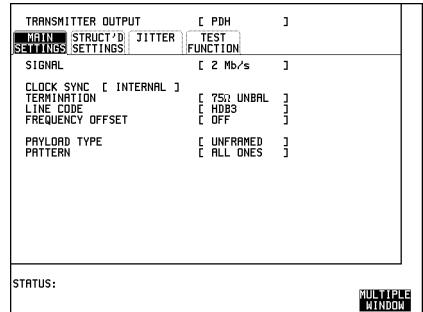 TRANSMITTER OUTPUT [ PDH ]
MAIN SETTINGS STRUCT'D SETTINGS JITTER TEST FUNCTION
SIGNAL [ 2 Mb/s ]
CLOCK SYNC [ INTERNAL ]
TERMINATION [ 75Ω UNBAL ]
LINE CODE [ HDB3 ]
FREQUENCY OFFSET [ OFF ]
PAYLOAD TYPE [ UNFRAMED ]
PATTERN [ ALL ONES ]
STATUS:
MULTIPLE
WINDOW